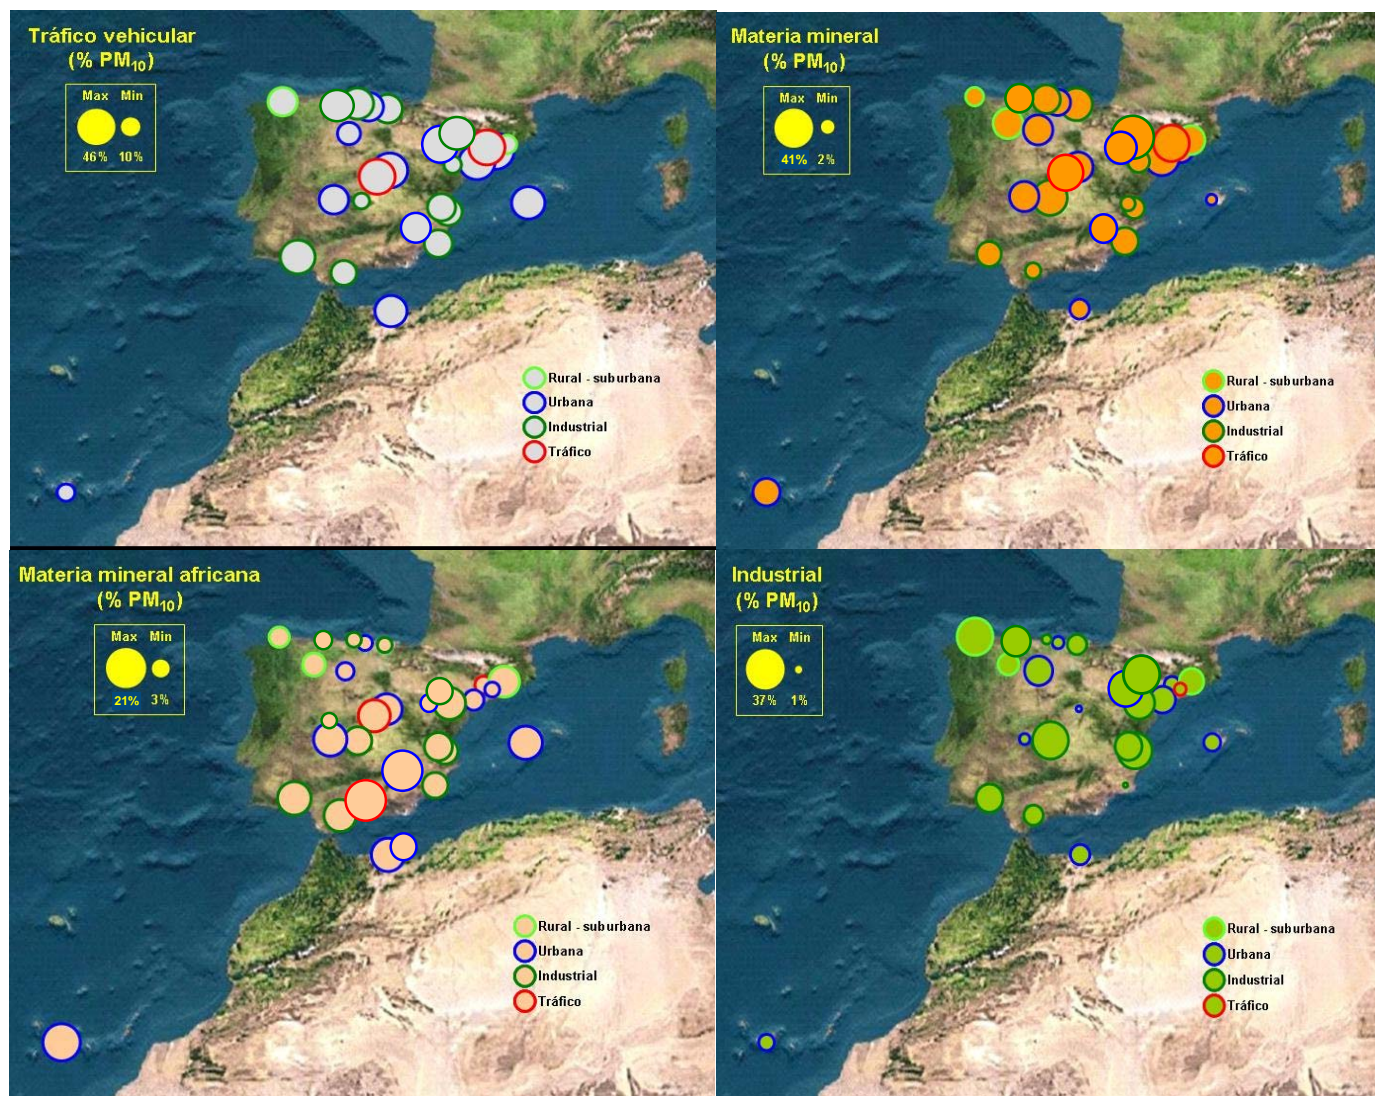 Tráfico vehicular
(% PM10)
Max Min
46% 10%
Rural - suburbana
Urbana
Industrial
Tráfico
Materia mineral
(% PM10)
Max Min
41% 2%
Rural - suburbana
Urbana
Industrial
Tráfico
Materia mineral africana
(% PM10)
Max Min
21% 3%
Rural - suburbana
Urbana
Industrial
Tráfico
Industrial
(% PM10)
Max Min
37% 1%
Rural - suburbana
Urbana
Industrial
Tráfico